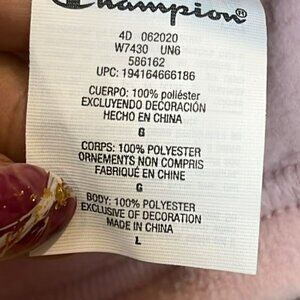 Champion®
4D 062020
W7430 UN6
586162
UPC: 194164666186
CUERPO: 100% poliéster
EXCLUYENDO DECORACIÓN
HECHO EN CHINA
G
CORPS: 100% POLYESTER
ORNEMENTS NON COMPRIS
FABRIQUÉ EN CHINE
G
BODY: 100% POLYESTER
EXCLUSIVE OF DECORATION
MADE IN CHINA
L